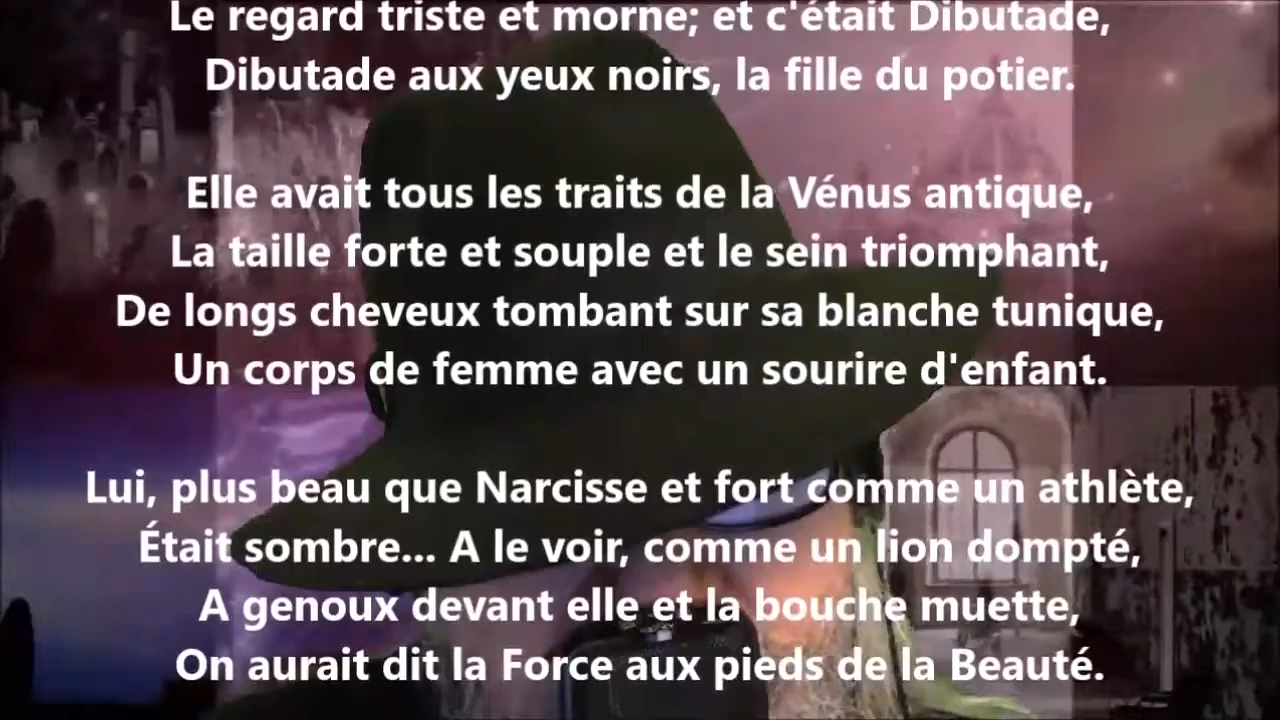 Le regard triste et morne; et c'était Dibutade,
Dibutade aux yeux noirs, la fille du potier.
Elle avait tous les traits de la Vénus antique,
La taille forte et souple et le sein triomphant,
De longs cheveux tombant sur sa blanche tunique,
Un corps de femme avec un sourire d'enfant.
Lui, plus beau que Narcisse et fort comme un athlète,
Était sombre... A le voir, comme un lion dompté,
A genoux devant elle et la bouche muette,
On aurait dit la Force aux pieds de la Beauté.